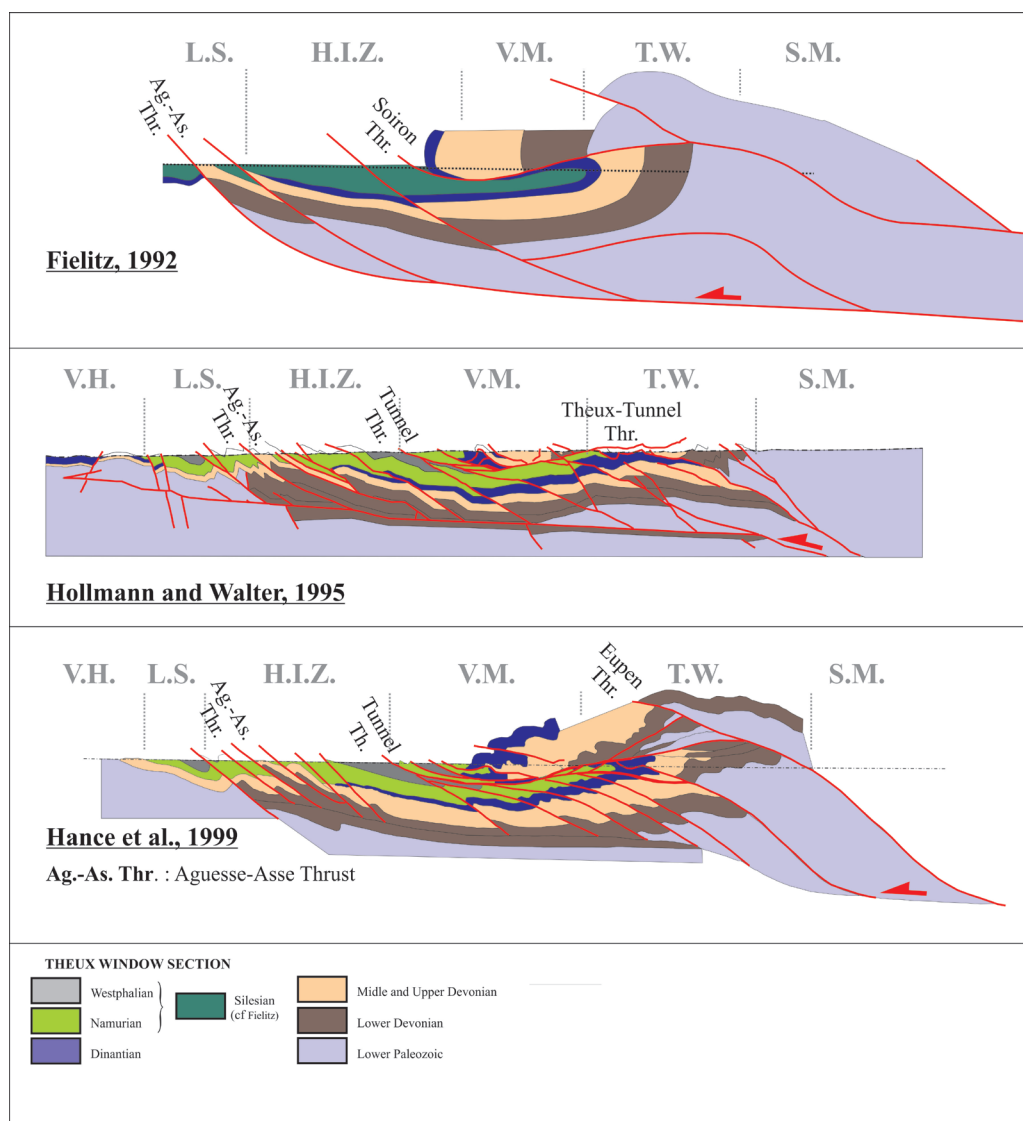 L.S. H.I.Z. V.M. T.W. S.M.
Ag.-As.
Thr.
Soiron
Thr.
Fielitz, 1992
V.H. L.S. H.I.Z. V.M. T.W. S.M.
Ag.-As.
Thr.
Tunnel
Thr.
Theux-Tunnel
Thr.
Hollmann and Walter, 1995
V.H. L.S. H.I.Z. V.M. T.W. S.M.
Ag.-As.
Thr.
Tunnel
Th.
Eupen
Thr.
Hance et al., 1999
Ag.-As. Thr. : Aguesse-Asse Thrust
THEUX WINDOW SECTION
Westphalian
Namurian
Dinantian
Silesian
(cf Fielitz)
Midle and Upper Devonian
Lower Devonian
Lower Paleozoic